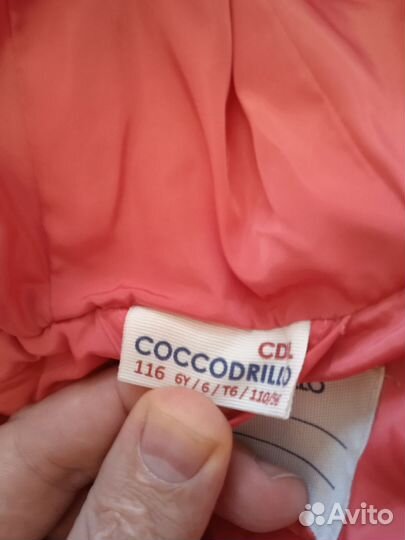 CDL
COCCODRILLO
116 6Y/6/T6/110/56
Avito